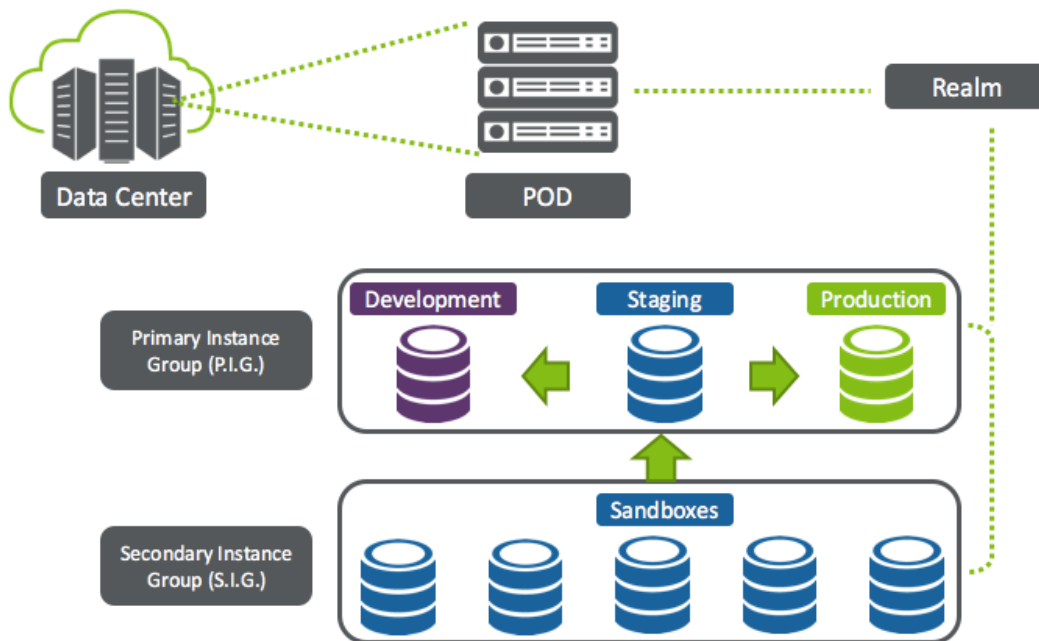 Data Center
POD
Realm
Primary Instance
Group (P.I.G.)
Development
Staging
Production
Secondary Instance
Group (S.I.G.)
Sandboxes